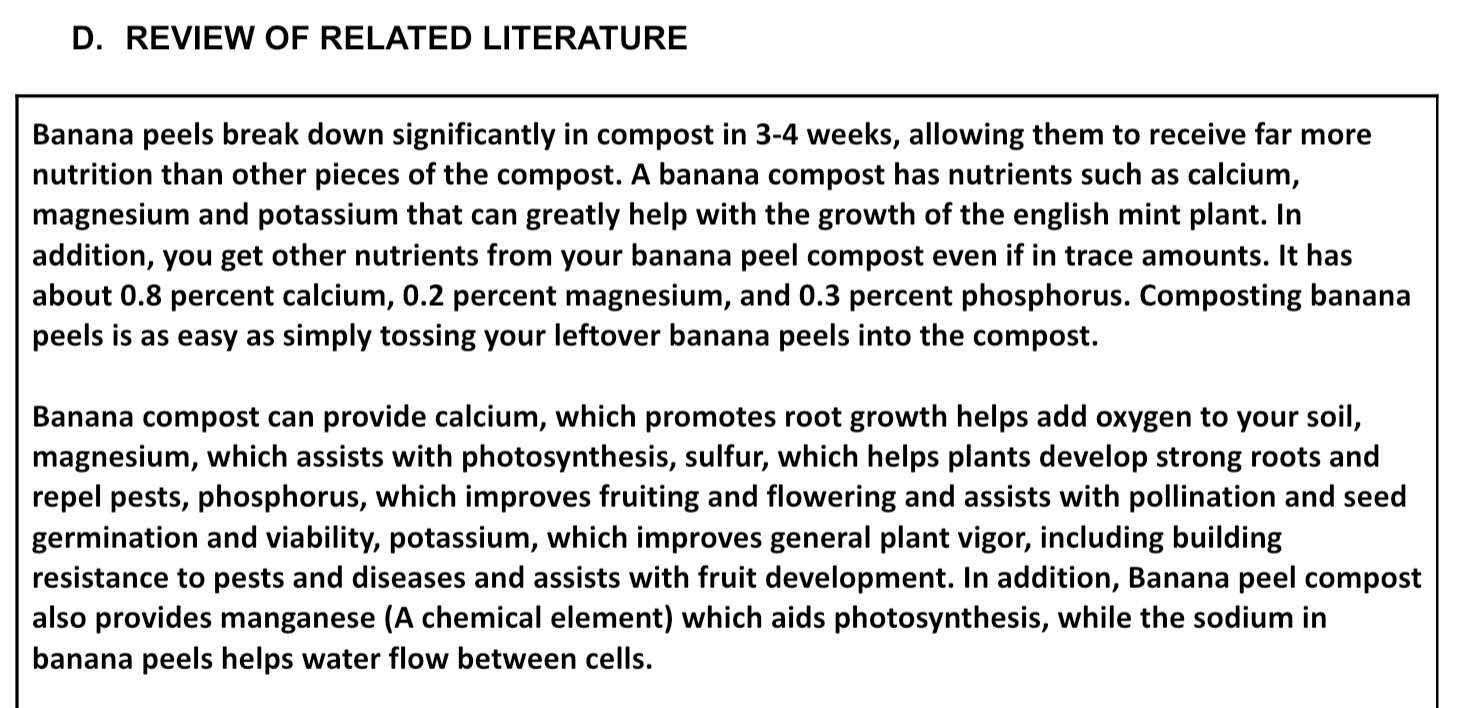 D. REVIEW OF RELATED LITERATURE
Banana peels break down significantly in compost in 3-4 weeks, allowing them to receive far more
nutrition than other pieces of the compost. A banana compost has nutrients such as calcium,
magnesium and potassium that can greatly help with the growth of the english mint plant. In
addition, you get other nutrients from your banana peel compost even if in trace amounts. It has
about 0.8 percent calcium, 0.2 percent magnesium, and 0.3 percent phosphorus. Composting banana
peels is as easy as simply tossing your leftover banana peels into the compost.
Banana compost can provide calcium, which promotes root growth helps add oxygen to your soil,
magnesium, which assists with photosynthesis, sulfur, which helps plants develop strong roots and
repel pests, phosphorus, which improves fruiting and flowering and assists with pollination and seed
germination and viability, potassium, which improves general plant vigor, including building
resistance to pests and diseases and assists with fruit development. In addition, Banana peel compost
also provides manganese (A chemical element) which aids photosynthesis, while the sodium in
banana peels helps water flow between cells.